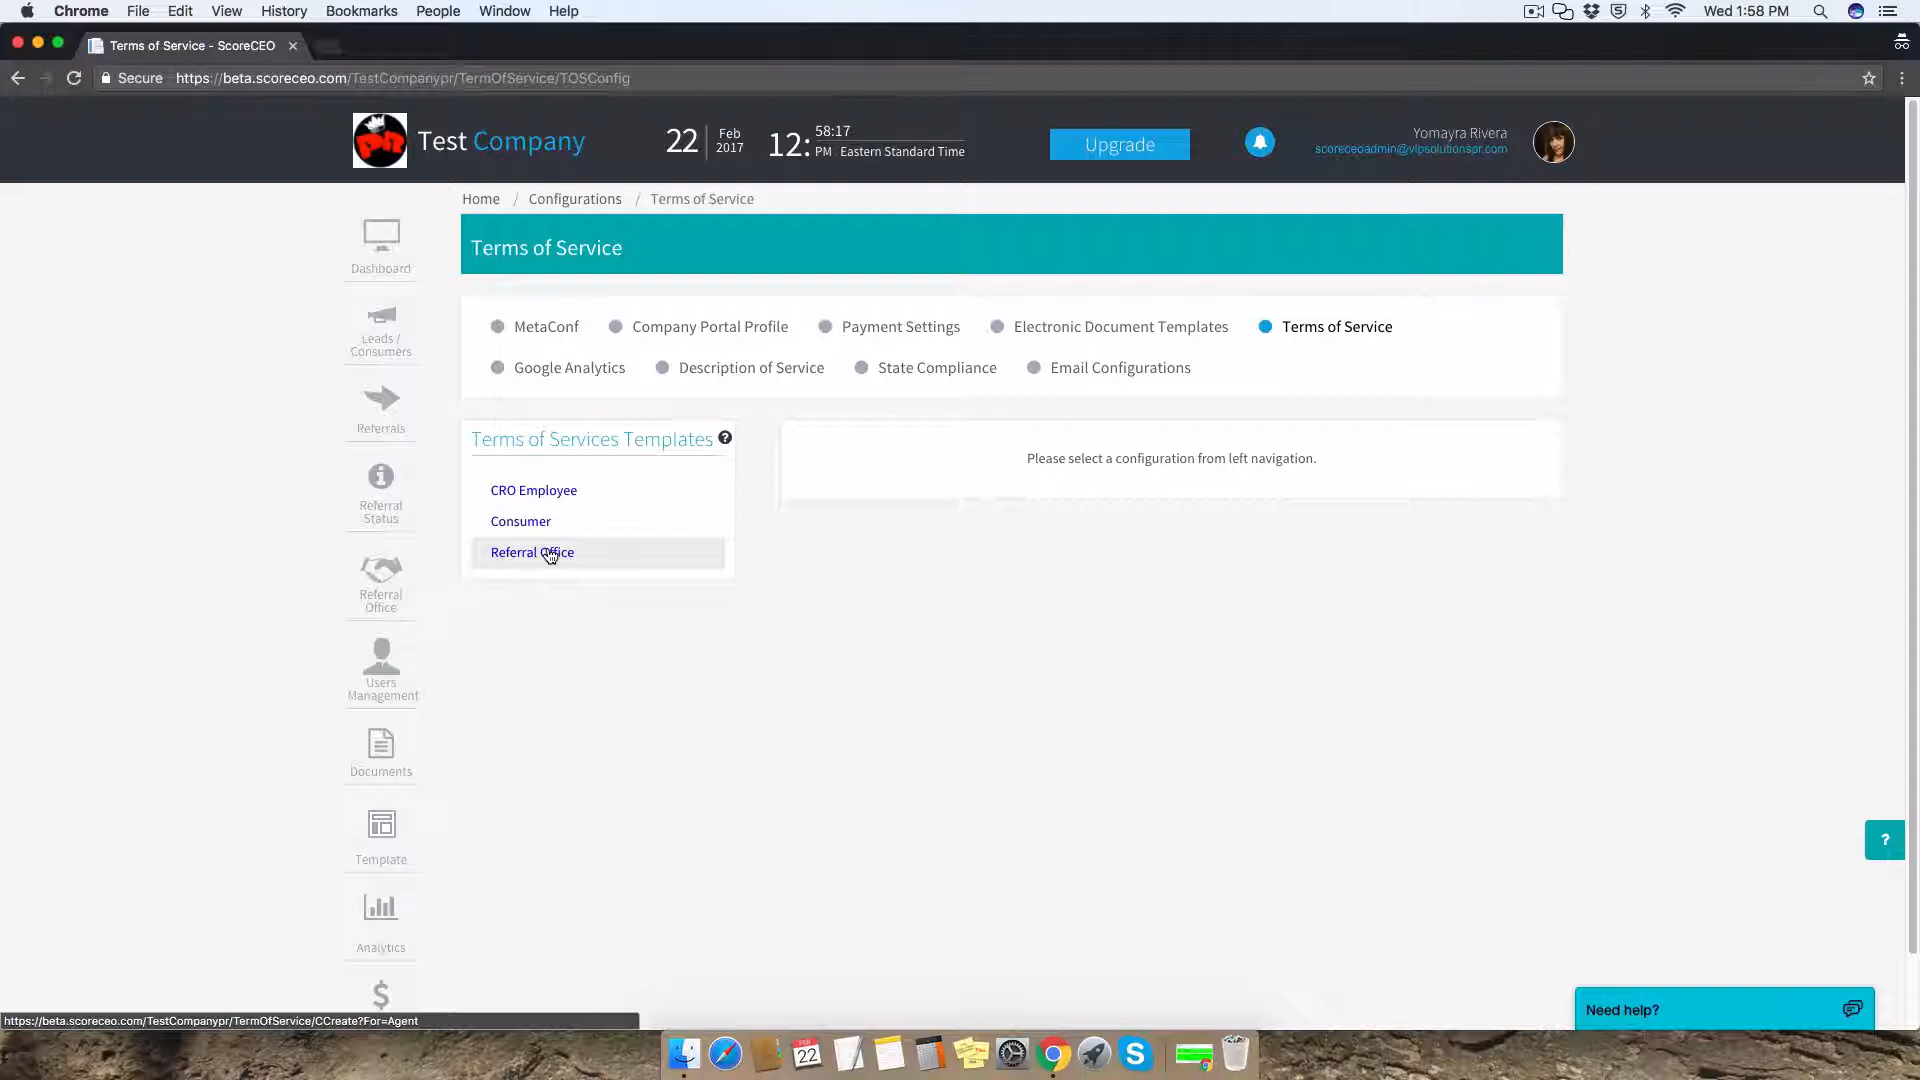 Chrome File Edit View History Bookmarks People Window Help
Wed 1:58 PM
Terms of Service - ScoreCEO
Secure https://beta.scoreceo.com/TestCompanypr/TermOfService/TOSConfig
Test Company
22 Feb 2017
12: 58:17 PM Eastern Standard Time
Upgrade
Yomayra Rivera
scoreceoadmin@vipsolutionspr.com
Home / Configurations / Terms of Service
Terms of Service
MetaConf Company Portal Profile Payment Settings Electronic Document Templates Terms of Service
Google Analytics Description of Service State Compliance Email Configurations
Terms of Services Templates ?
CRO Employee
Consumer
Referral Office
Please select a configuration from left navigation.
Dashboard
Leads /
Consumers
Referrals
Referral
Status
Referral
Office
Users
Management
Documents
Template
Analytics
$
?
Need help?
https://beta.scoreceo.com/TestCompanypr/TermOfService/CCreate?For=Agent
FEB
22